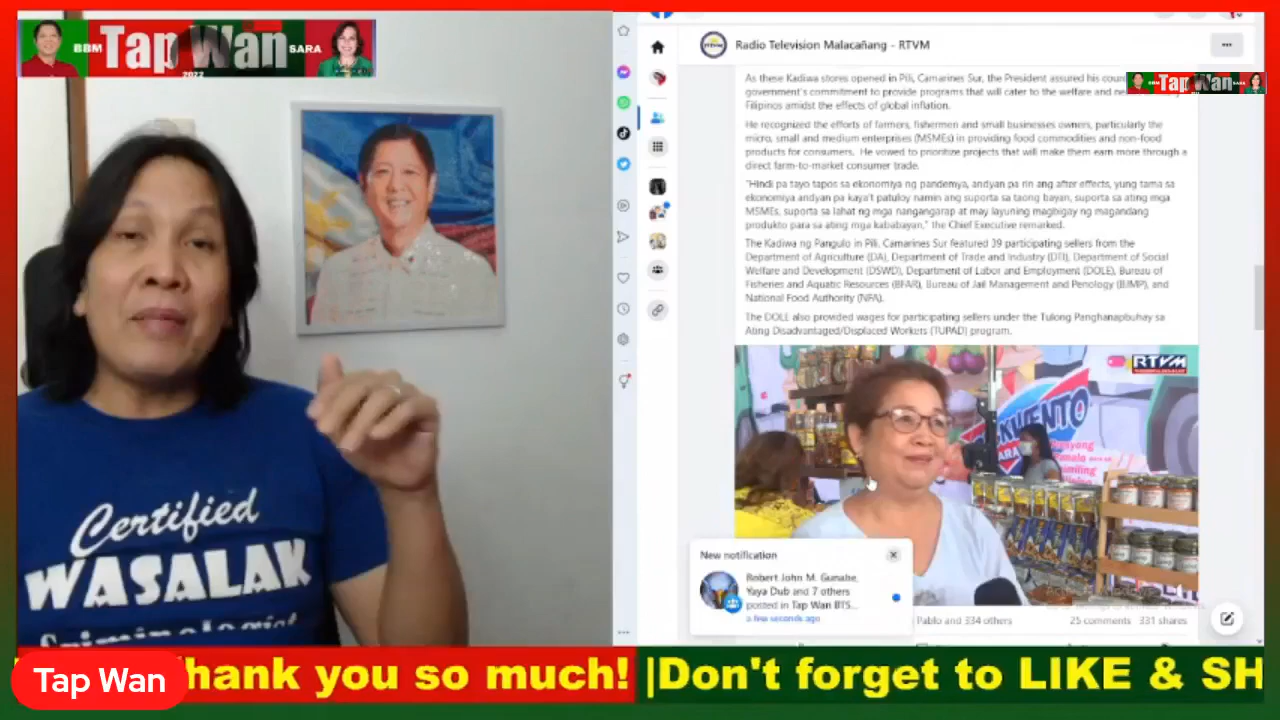 BBM Tap Wan SARA
2022
Certified
WASALAK
Tap Wan
hank you so much! |Don't forget to LIKE & SH
Radio Television Malacañang - RTVM
BBM Tap Wan SARA
As these Kadiwa stores opened in Pili, Camarines Sur, the President assured his
government's commitment to provide programs that will cater to the welfare and
Filipinos amidst the effects of global inflation.
He recognized the efforts of farmers, fishermen and small businesses owners, particularly the
micro, small and medium enterprises (MSMEs) in providing food commodities and non-food
products for consumers. He vowed to prioritize projects that will make them earn more through a
direct farm-to-market consumer trade.
"Hindi pa tayo tapos sa ekonomiya ng pandemya, andyan pa rin ang after effects, yung tama sa
ekonomiya andyan pa kaya't patuloy namin ang suporta sa taong bayan, suporta sa ating mga
MSMEs, suporta sa lahat ng mga nangangarap at may layuning magbigay ng magandang
produkto para sa ating mga kababayan," the Chief Executive remarked.
The Kadiwa ng Pangulo in Pili, Camarines Sur featured 39 participating sellers from the
Department of Agriculture (DA), Department of Trade and Industry (DTI), Department of Social
Welfare and Development (DSWD), Department of Labor and Employment (DOLE), Bureau of
Fisheries and Aquatic Resources (BFAR), Bureau of Jail Management and Penology (BJMP), and
National Food Authority (NFA).
The DOLE also provided wages for participating sellers under the Tulong Panghanapbuhay sa
Ating Disadvantaged/Displaced Workers (TUPAD) program.
RTVM
New notification
Robert John M. Gunabe,
Yaya Dub and 7 others
posted in Tap Wan BTS...
a few seconds ago
Pablo and 334 others
25 comments 331 shares